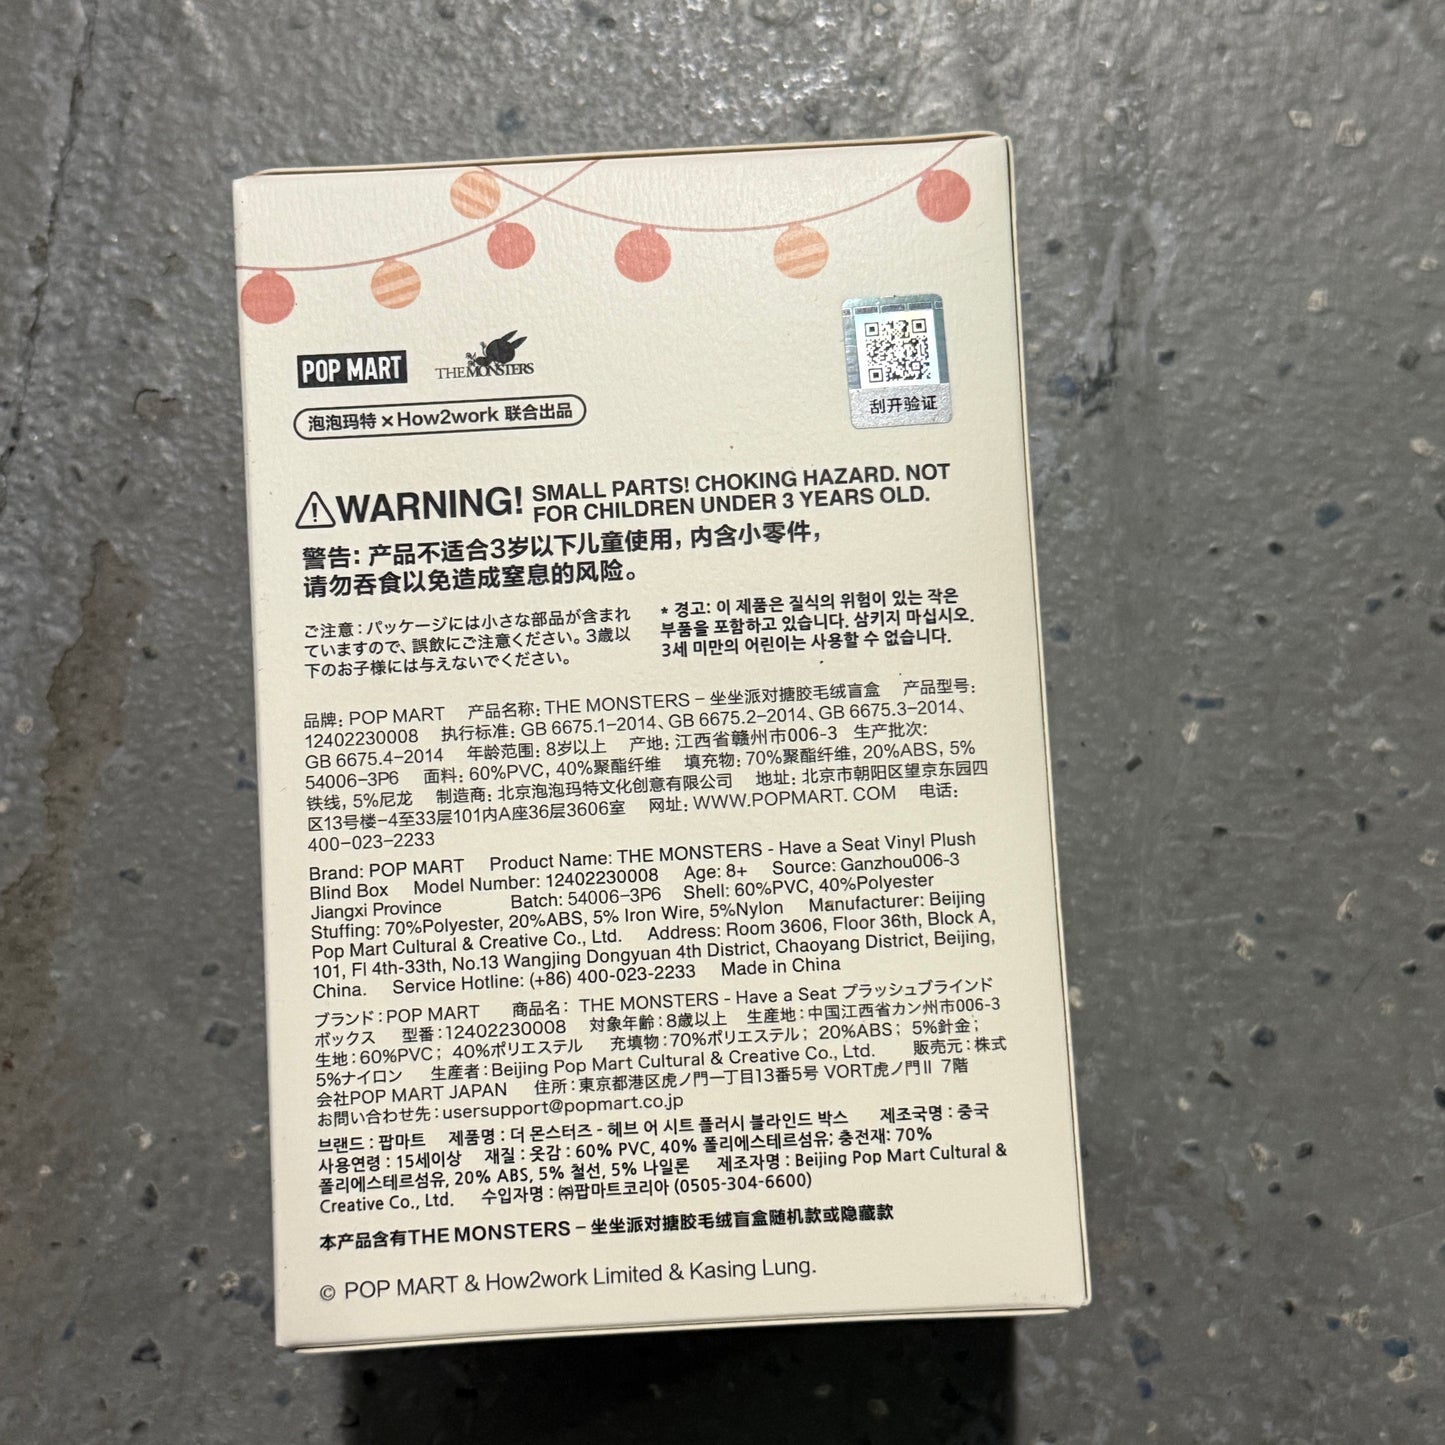 POP MART
THE MONSTERS
泡泡玛特 × How2work 联合出品
刮开验证
WARNING! SMALL PARTS! CHOKING HAZARD. NOT
FOR CHILDREN UNDER 3 YEARS OLD.
警告: 产品不适合3岁以下儿童使用, 内含小零件,
请勿吞食以免造成窒息的风险。
ご注意:パッケージには小さな部品が含まれ
ていますので、誤飲にご注意ください。3歳以
下のお子様には与えないでください。
* 경고: 이 제품은 질식의 위험이 있는 작은
부품을 포함하고 있습니다. 삼키지 마십시오.
3세 미만의 어린이는 사용할 수 없습니다.
品牌: POP MART 产品名称: THE MONSTERS – 坐坐派对搪胶毛绒盲盒 产品型号:
12402230008 执行标准: GB 6675.1–2014、GB 6675.2–2014、GB 6675.3–2014、
GB 6675.4–2014 年龄范围: 8岁以上 产地: 江西省赣州市006-3 生产批次:
54006-3P6 面料: 60%PVC, 40%聚酯纤维 填充物: 70%聚酯纤维, 20%ABS, 5%
铁线, 5%尼龙 制造商: 北京泡泡玛特文化创意有限公司 地址: 北京市朝阳区望京东园四
区13号楼-4至33层101内A座36层3606室 网址: WWW.POPMART. COM 电话:
400-023-2233
Brand: POP MART Product Name: THE MONSTERS - Have a Seat Vinyl Plush
Blind Box Model Number: 12402230008 Age: 8+ Source: Ganzhou006-3
Jiangxi Province Batch: 54006-3P6 Shell: 60%PVC, 40%Polyester
Stuffing: 70%Polyester, 20%ABS, 5% Iron Wire, 5%Nylon Manufacturer: Beijing
Pop Mart Cultural & Creative Co., Ltd. Address: Room 3606, Floor 36th, Block A,
101, Fl 4th-33th, No.13 Wangjing Dongyuan 4th District, Chaoyang District, Beijing,
China. Service Hotline: (+86) 400-023-2233 Made in China
ブランド:POP MART 商品名: THE MONSTERS - Have a Seat プラッシュブラインド
ボックス 型番:12402230008 対象年齢:8歳以上 生産地:中国江西省カン州市006-3
生地:60%PVC; 40%ポリエステル 充填物:70%ポリエステル; 20%ABS; 5%針金;
5%ナイロン 生産者:Beijing Pop Mart Cultural & Creative Co., Ltd. 販売元:株式
会社POP MART JAPAN 住所:東京都港区虎ノ門一丁目13番5号 VORT虎ノ門Ⅱ 7階
お問い合わせ先:usersupport@popmart.co.jp
브랜드 : 팝마트 제품명 : 더 몬스터즈 - 헤브 어 시트 플러시 블라인드 박스 제조국명 : 중국
사용연령 : 15세이상 재질 : 옷감 : 60% PVC, 40% 폴리에스테르섬유; 충전재: 70%
폴리에스테르섬유, 20% ABS, 5% 철선, 5% 나일론 제조자명 : Beijing Pop Mart Cultural &
Creative Co., Ltd. 수입자명 : ㈜팝마트코리아 (0505-304-6600)
本产品含有THE MONSTERS – 坐坐派对搪胶毛绒盲盒随机款或隐藏款
© POP MART & How2work Limited & Kasing Lung.